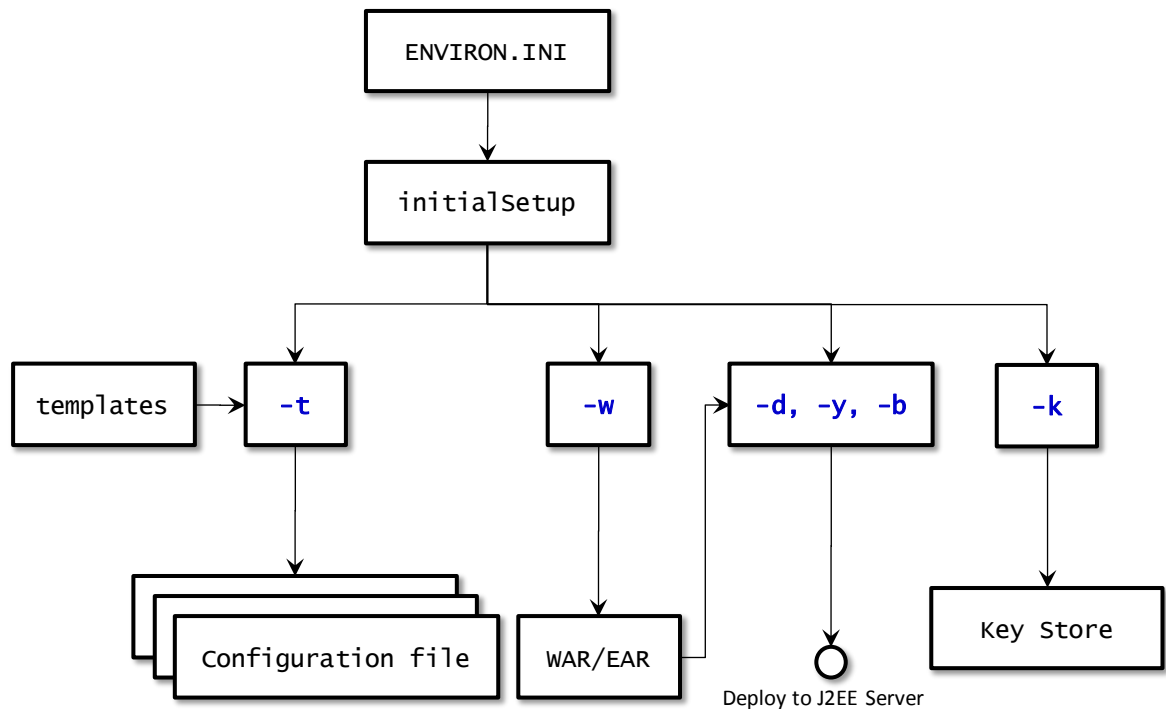 ENVIRON.INI
initialSetup
templates
-t
-w
-d, -y, -b
-k
Configuration file
WAR/EAR
Key Store
Deploy to J2EE Server